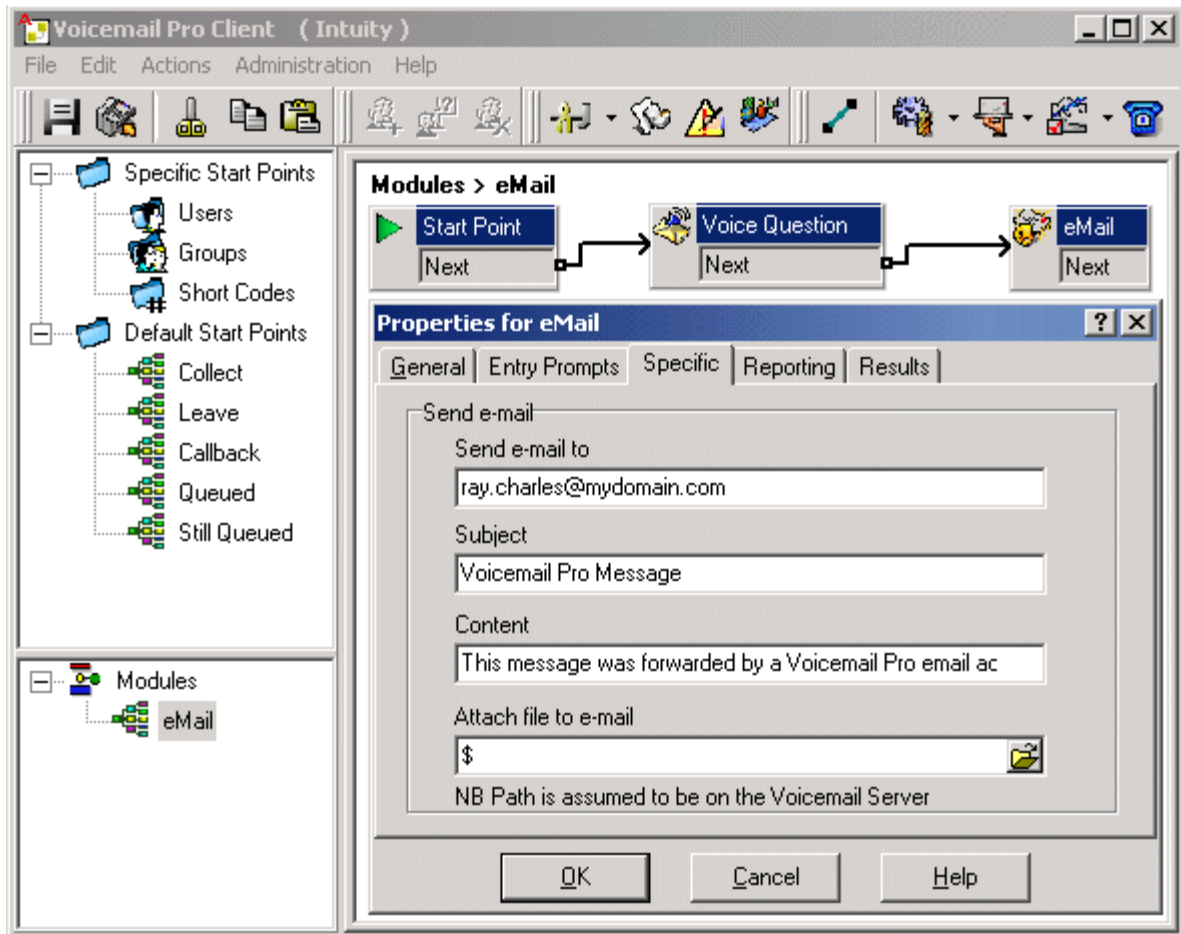 Voicemail Pro Client   ( Intuity )
File Edit Actions Administration Help
Specific Start Points
Users
Groups
Short Codes
Default Start Points
Collect
Leave
Callback
Queued
Still Queued
Modules
eMail
Modules > eMail
Start Point
Next
Voice Question
Next
eMail
Next
Properties for eMail
General Entry Prompts Specific Reporting Results
Send e-mail
Send e-mail to
ray.charles@mydomain.com
Subject
Voicemail Pro Message
Content
This message was forwarded by a Voicemail Pro email ac
Attach file to e-mail
$
NB Path is assumed to be on the Voicemail Server
OK Cancel Help